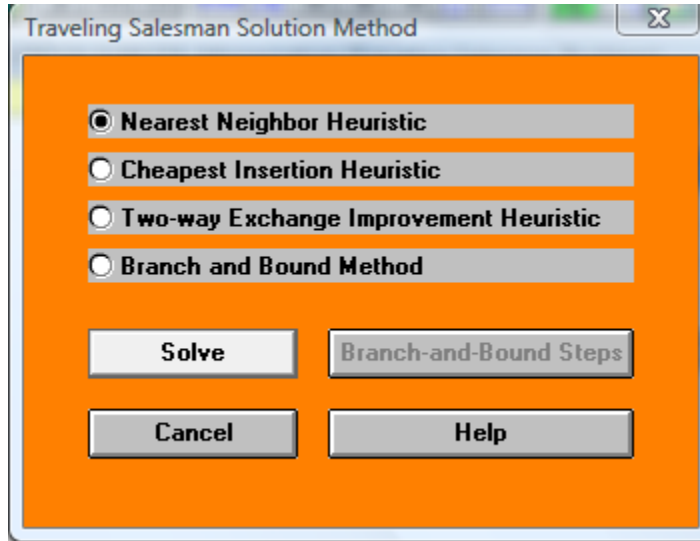 Traveling Salesman Solution Method
Nearest Neighbor Heuristic
Cheapest Insertion Heuristic
Two-way Exchange Improvement Heuristic
Branch and Bound Method
Solve
Branch-and-Bound Steps
Cancel
Help